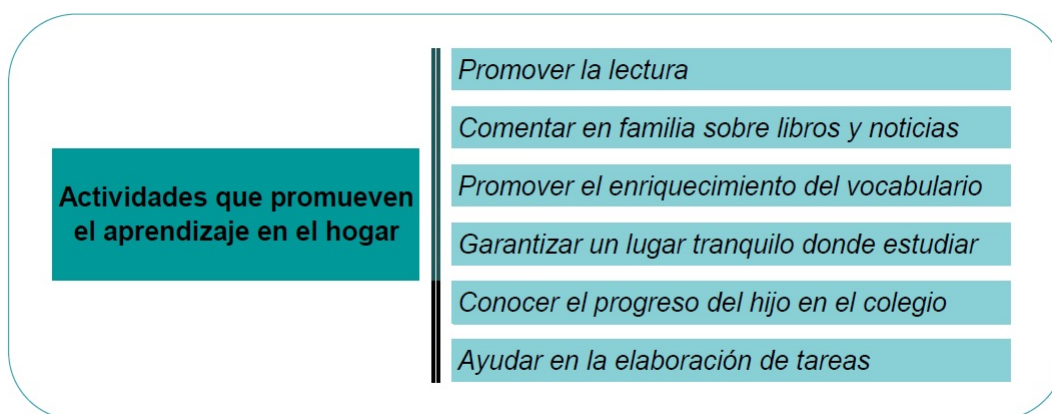 Actividades que promueven
el aprendizaje en el hogar
Promover la lectura
Comentar en familia sobre libros y noticias
Promover el enriquecimiento del vocabulario
Garantizar un lugar tranquilo donde estudiar
Conocer el progreso del hijo en el colegio
Ayudar en la elaboración de tareas